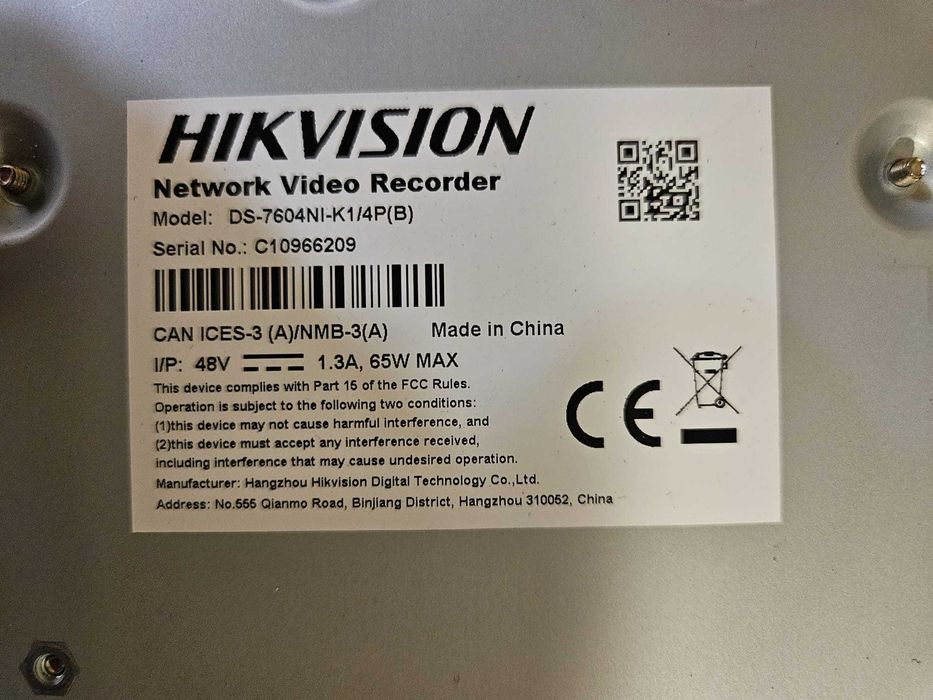 HIKVISION
Network Video Recorder
Model: DS-7604NI-K1/4P(B)
Serial No.: C10966209
CAN ICES-3 (A)/NMB-3(A) Made in China
I/P: 48V 1.3A, 65W MAX
This device complies with Part 15 of the FCC Rules.
Operation is subject to the following two conditions:
(1)this device may not cause harmful interference, and
(2)this device must accept any interference received,
including interference that may cause undesired operation.
CE
Manufacturer: Hangzhou Hikvision Digital Technology Co.,Ltd.
Address: No.555 Qianmo Road, Binjiang District, Hangzhou 310052, China